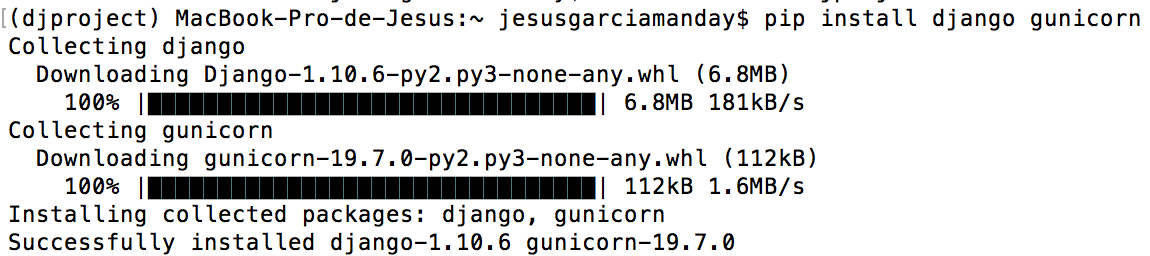 [(djproject) MacBook-Pro-de-Jesus:~ jesusgarciamanday$ pip install django gunicorn
Collecting django
Downloading Django-1.10.6-py2.py3-none-any.whl (6.8MB)
100% |████████████████████████████████| 6.8MB 181kB/s
Collecting gunicorn
Downloading gunicorn-19.7.0-py2.py3-none-any.whl (112kB)
100% |████████████████████████████████| 112kB 1.6MB/s
Installing collected packages: django, gunicorn
Successfully installed django-1.10.6 gunicorn-19.7.0